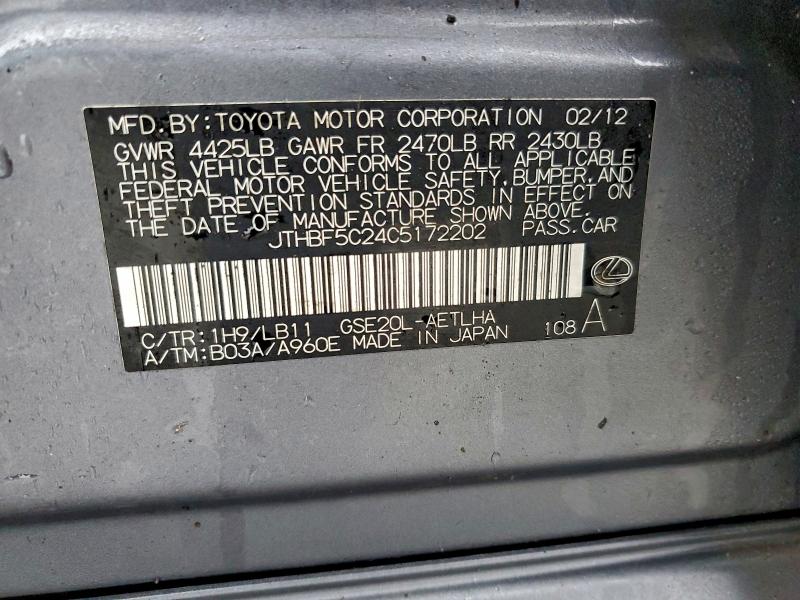 MFD.BY:TOYOTA MOTOR CORPORATION 02/12
GVWR 4425LB GAWR FR 2470LB RR 2430LB
THIS VEHICLE CONFORMS TO ALL APPLICABLE
FEDERAL MOTOR VEHICLE SAFETY, BUMPER, AND
THEFT PREVENTION STANDARDS IN EFFECT ON
THE DATE OF MANUFACTURE SHOWN ABOVE.
JTHBF5C24C5172202 PASS.CAR
C/TR:1H9/LB11 GSE20L-AETLHA
A/TM:B03A/A960E MADE IN JAPAN 108 A